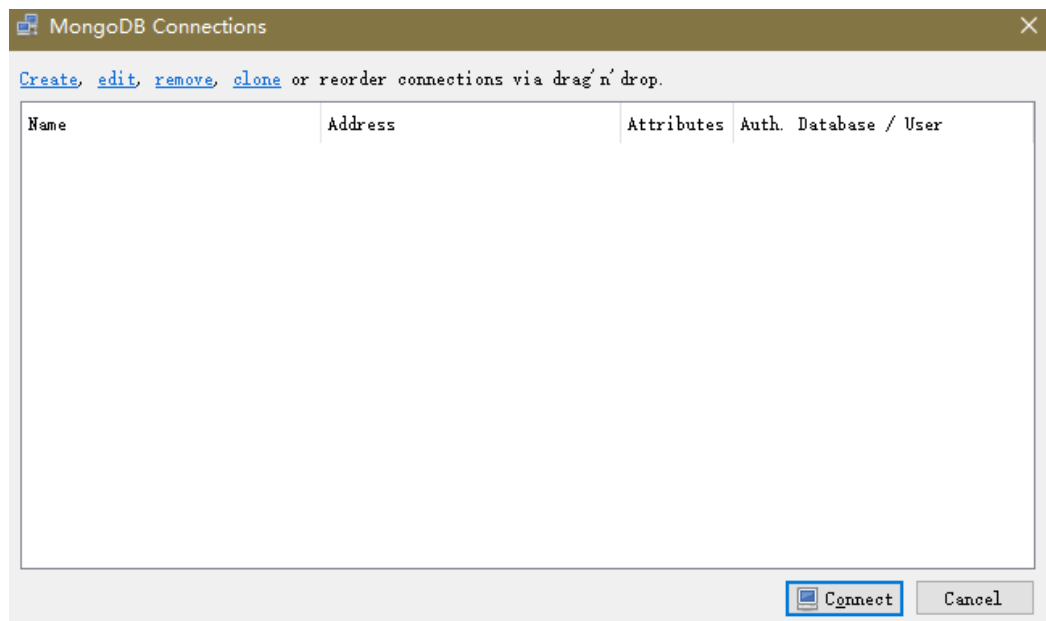 MongoDB Connections
Create, edit, remove, clone or reorder connections via drag'n'drop.
Name Address Attributes Auth. Database / User
Connect Cancel